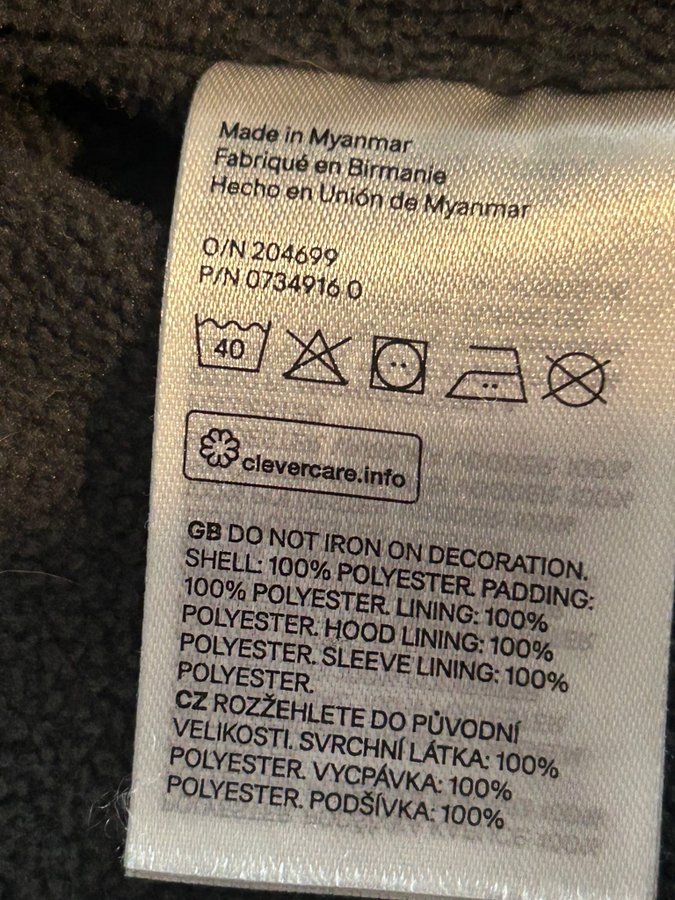 Made in Myanmar
Fabriqué en Birmanie
Hecho en Unión de Myanmar
O/N 204699
P/N 0734916 0
40
clevercare.info
GB DO NOT IRON ON DECORATION.
SHELL: 100% POLYESTER. PADDING:
100% POLYESTER. LINING: 100%
POLYESTER. HOOD LINING: 100%
POLYESTER. SLEEVE LINING: 100%
POLYESTER.
CZ ROZŽEHLETE DO PŮVODNÍ
VELIKOSTI. SVRCHNÍ LÁTKA: 100%
POLYESTER. VYCPÁVKA: 100%
POLYESTER. PODŠÍVKA: 100%